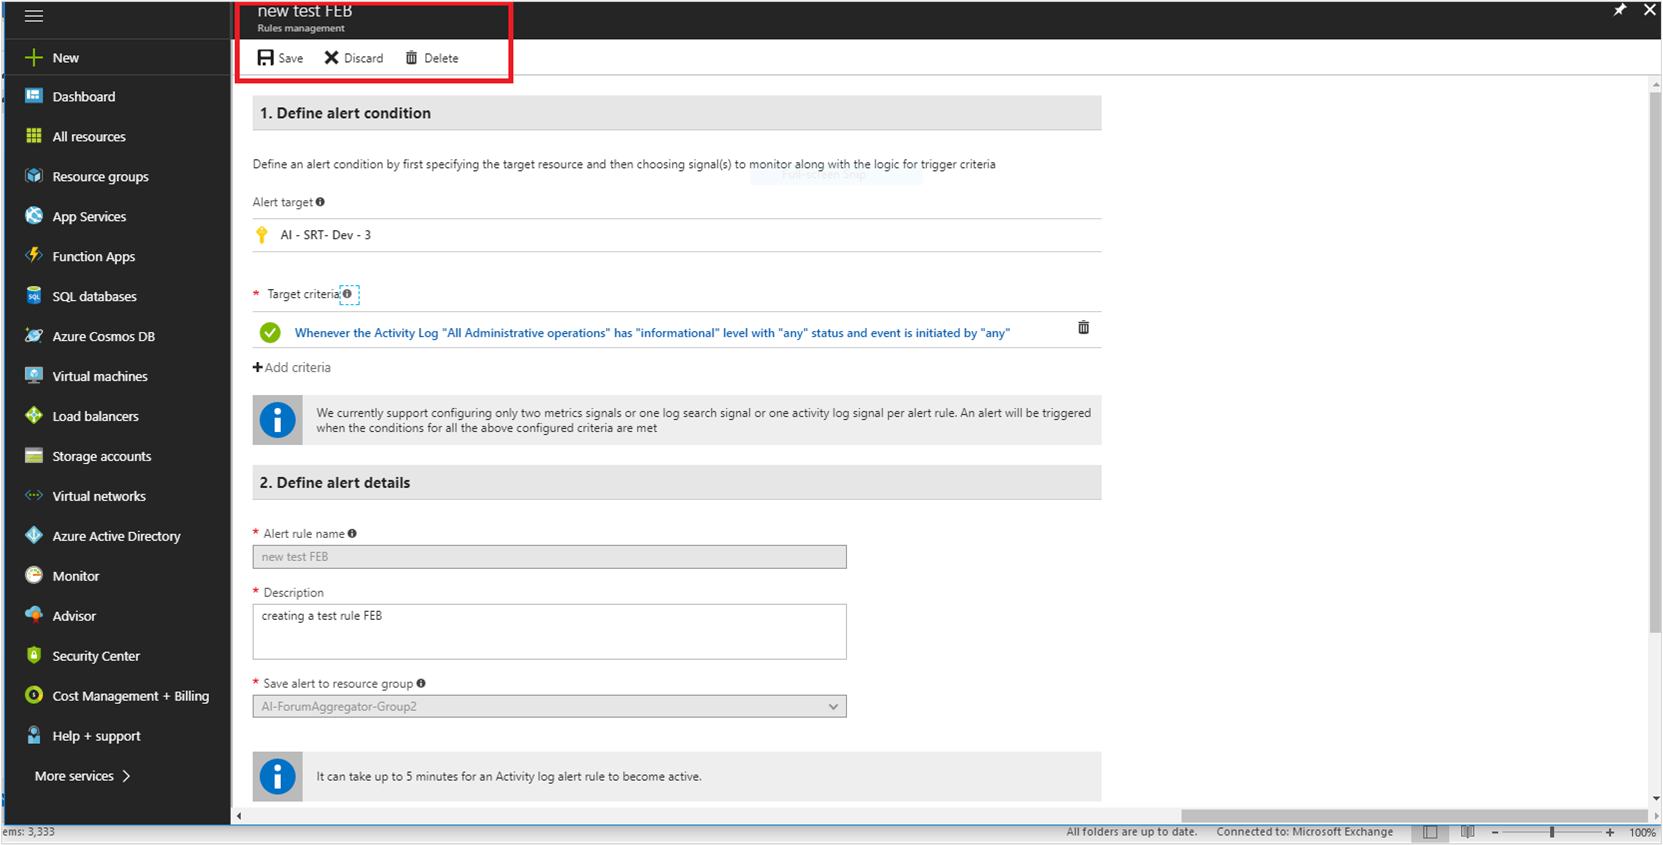 new test FEB
Rules management
Save Discard Delete
New
Dashboard
All resources
Resource groups
App Services
Function Apps
SQL databases
Azure Cosmos DB
Virtual machines
Load balancers
Storage accounts
Virtual networks
Azure Active Directory
Monitor
Advisor
Security Center
Cost Management + Billing
Help + support
More services
1. Define alert condition
Define an alert condition by first specifying the target resource and then choosing signal(s) to monitor along with the logic for trigger criteria
Full-screen Snip
Alert target
AI - SRT- Dev - 3
* Target criteria
Whenever the Activity Log "All Administrative operations" has "informational" level with "any" status and event is initiated by "any"
+Add criteria
We currently support configuring only two metrics signals or one log search signal or one activity log signal per alert rule. An alert will be triggered
when the conditions for all the above configured criteria are met
2. Define alert details
* Alert rule name
new test FEB
* Description
creating a test rule FEB
* Save alert to resource group
AI-ForumAggregator-Group2
It can take up to 5 minutes for an Activity log alert rule to become active.
ems: 3,333
All folders are up to date. Connected to: Microsoft Exchange - + 100%